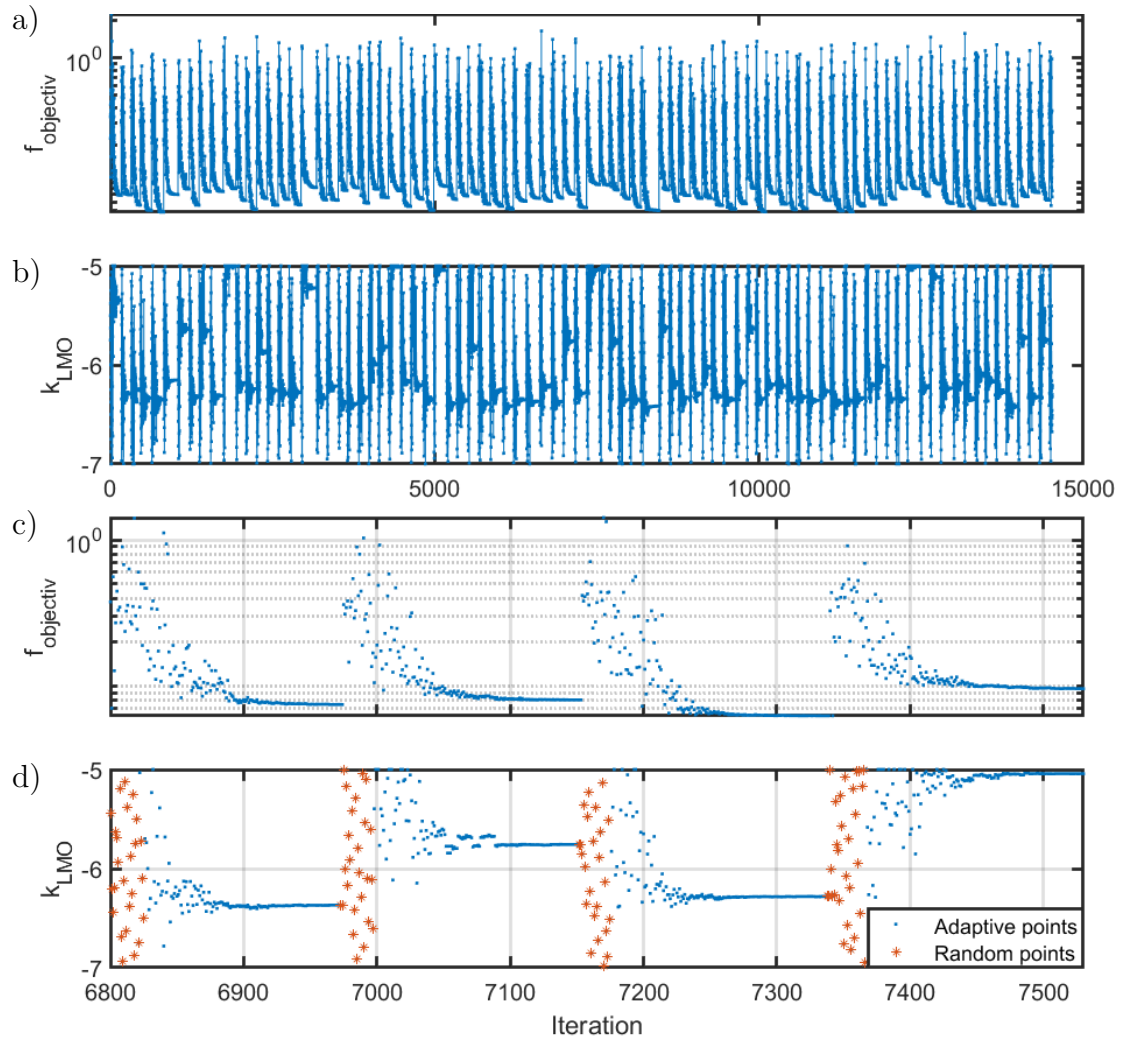 a)
10^0
f_objectiv
b)
-5
-6
-7
k_LMO
0 5000 10000 15000
c)
10^0
f_objectiv
d)
-5
-6
-7
k_LMO
Adaptive points
Random points
6800 6900 7000 7100 7200 7300 7400 7500
Iteration